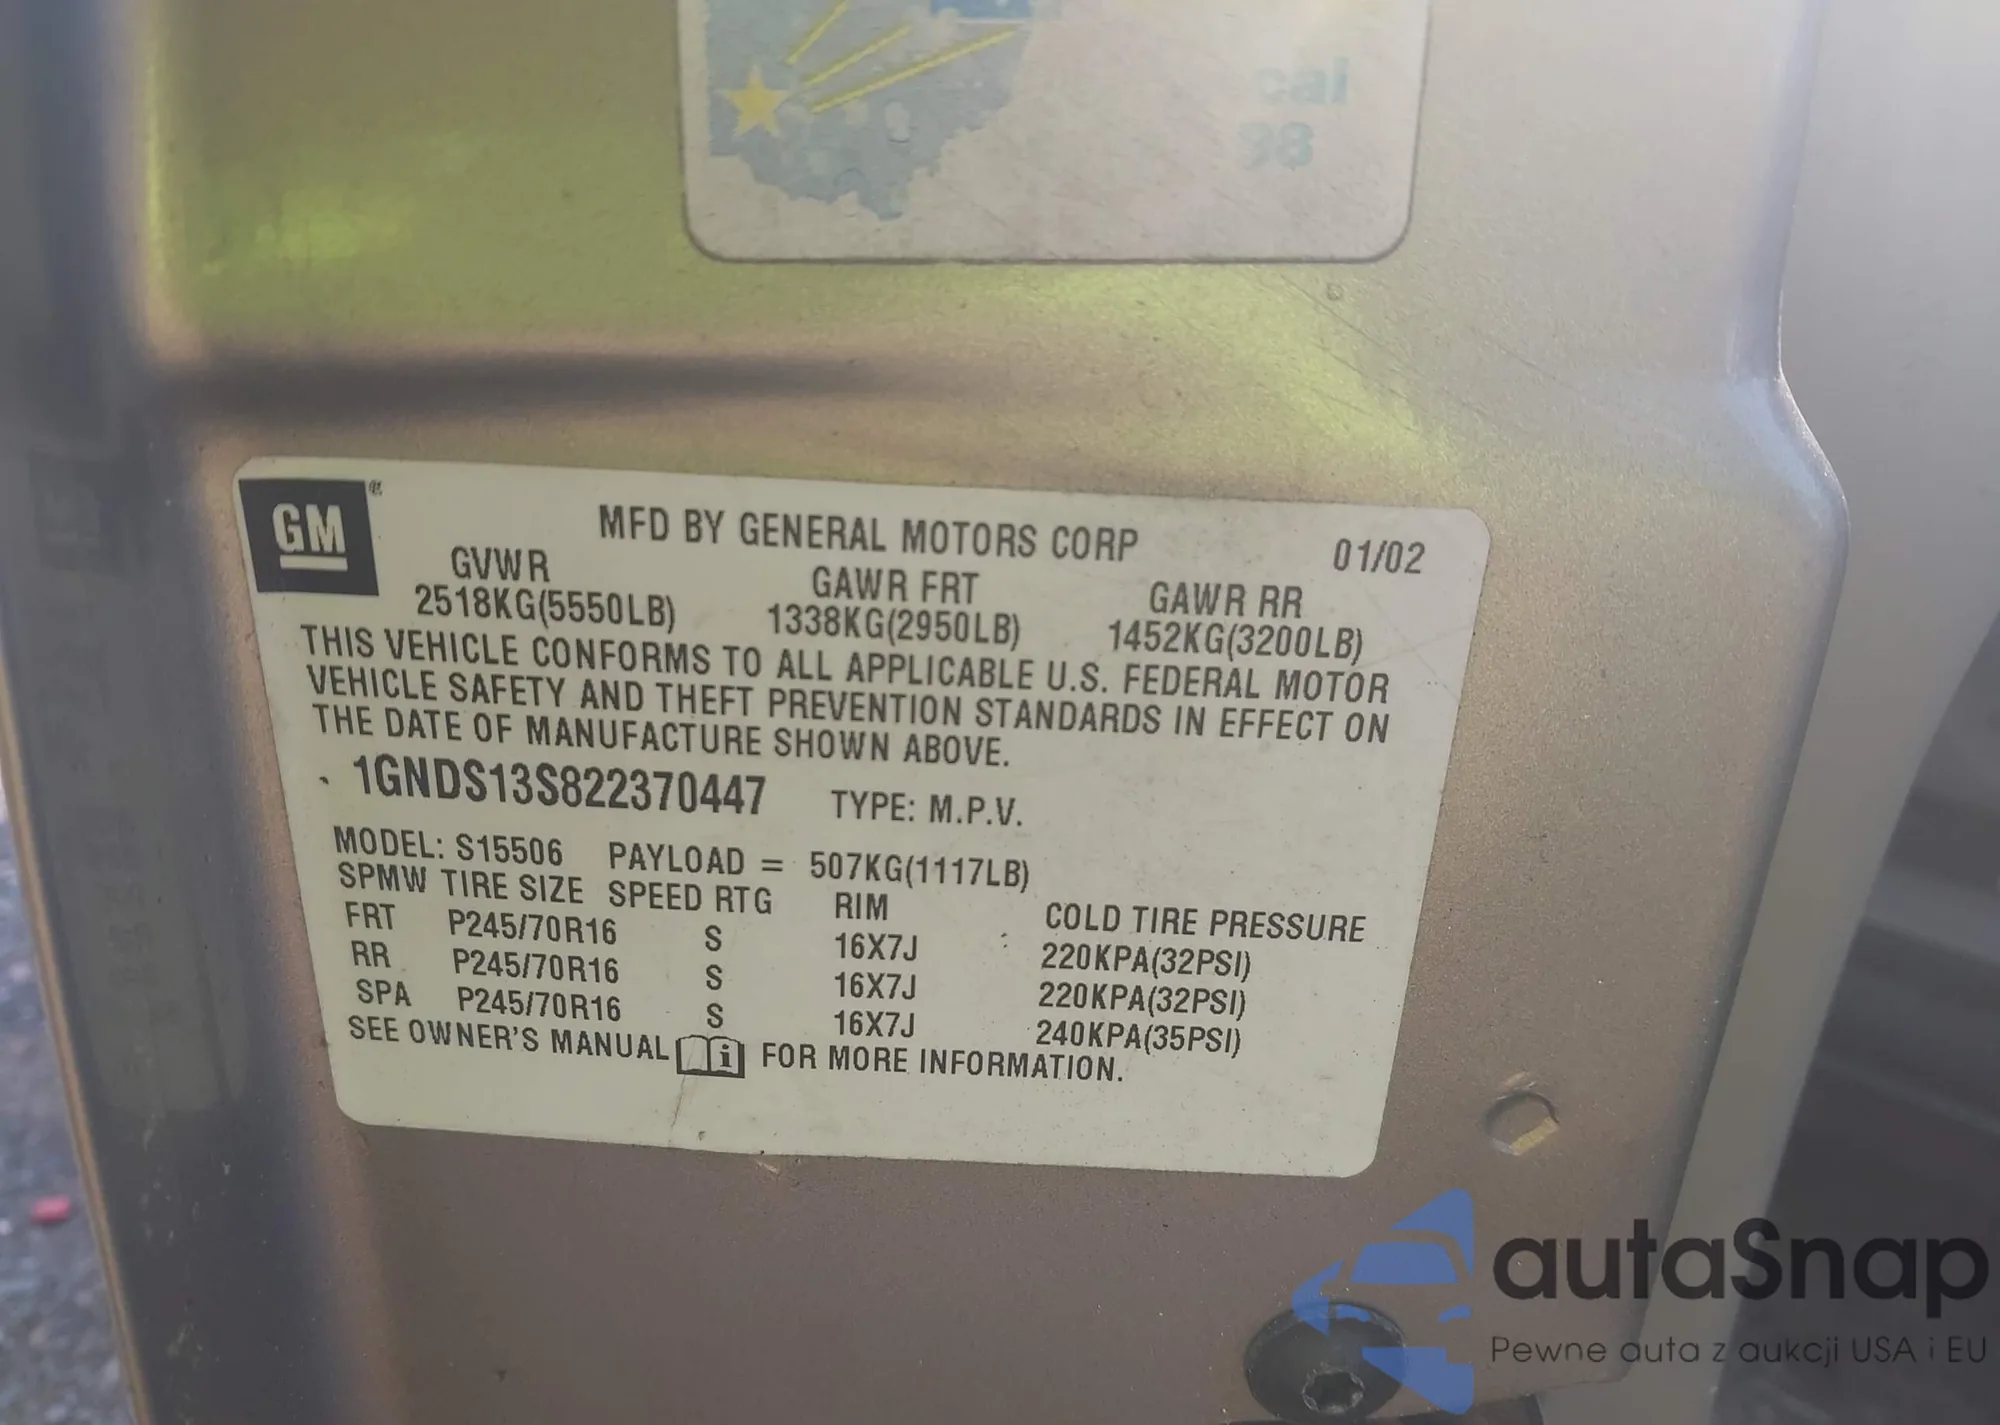 cal
98
GM
MFD BY GENERAL MOTORS CORP 01/02
GVWR GAWR FRT GAWR RR
2518KG(5550LB) 1338KG(2950LB) 1452KG(3200LB)
THIS VEHICLE CONFORMS TO ALL APPLICABLE U.S. FEDERAL MOTOR
VEHICLE SAFETY AND THEFT PREVENTION STANDARDS IN EFFECT ON
THE DATE OF MANUFACTURE SHOWN ABOVE.
1GNDS13S822370447 TYPE: M.P.V.
MODEL: S15506 PAYLOAD = 507KG(1117LB)
SPMW TIRE SIZE SPEED RTG RIM COLD TIRE PRESSURE
FRT P245/70R16 S 16X7J 220KPA(32PSI)
RR P245/70R16 S 16X7J 220KPA(32PSI)
SPA P245/70R16 S 16X7J 240KPA(35PSI)
SEE OWNER'S MANUAL i FOR MORE INFORMATION.
autaSnap
Pewne auta z aukcji USA i EU